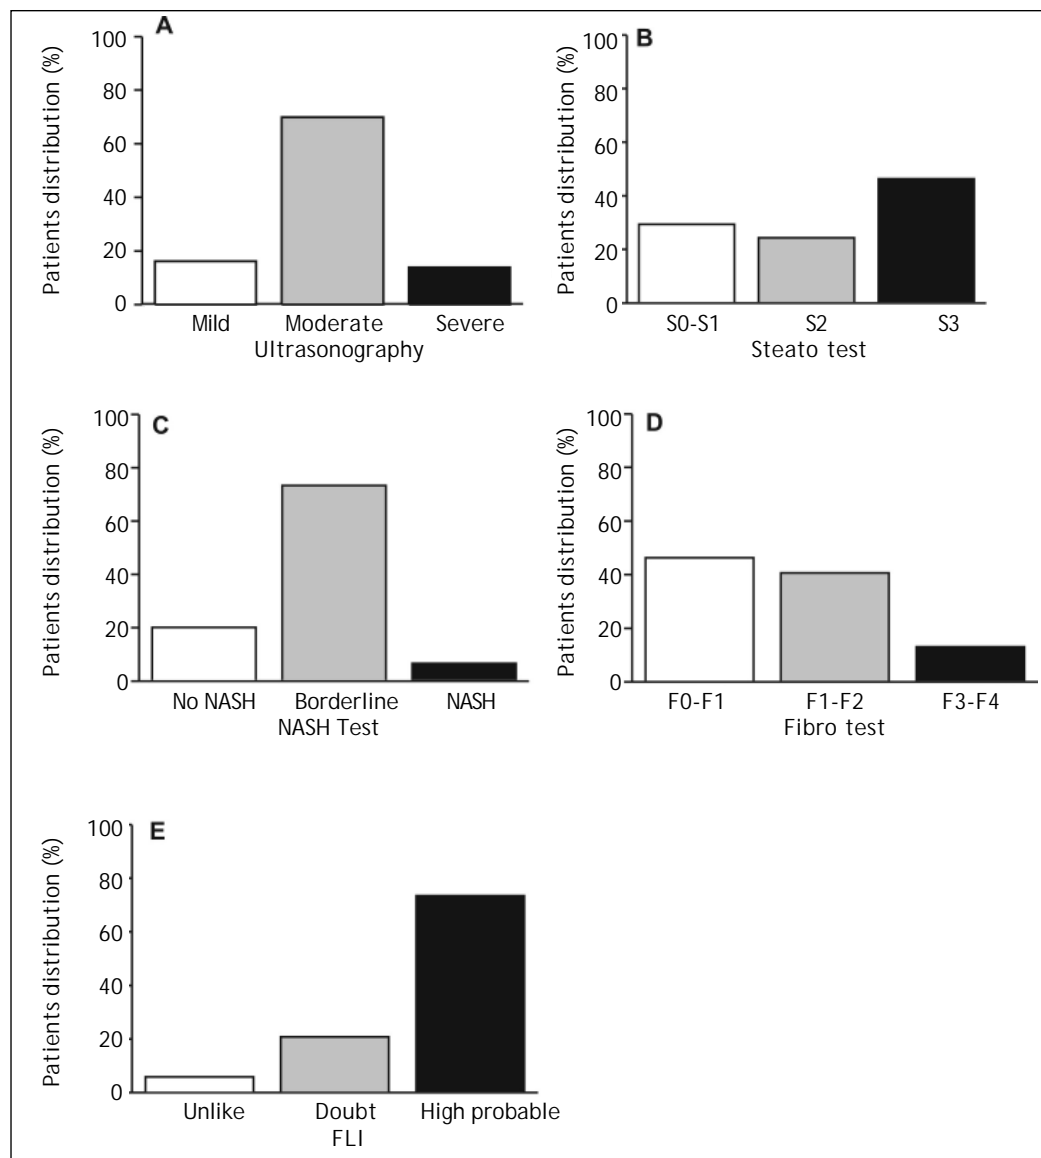 A
Patients distribution (%)
100
80
60
40
20
0
Mild Moderate Severe
Ultrasonography
B
Patients distribution (%)
100
80
60
40
20
0
S0-S1 S2 S3
Steato test
C
Patients distribution (%)
100
80
60
40
20
0
No NASH Borderline NASH
NASH Test
D
Patients distribution (%)
100
80
60
40
20
0
F0-F1 F1-F2 F3-F4
Fibro test
E
Patients distribution (%)
100
80
60
40
20
0
Unlike Doubt High probable
FLI